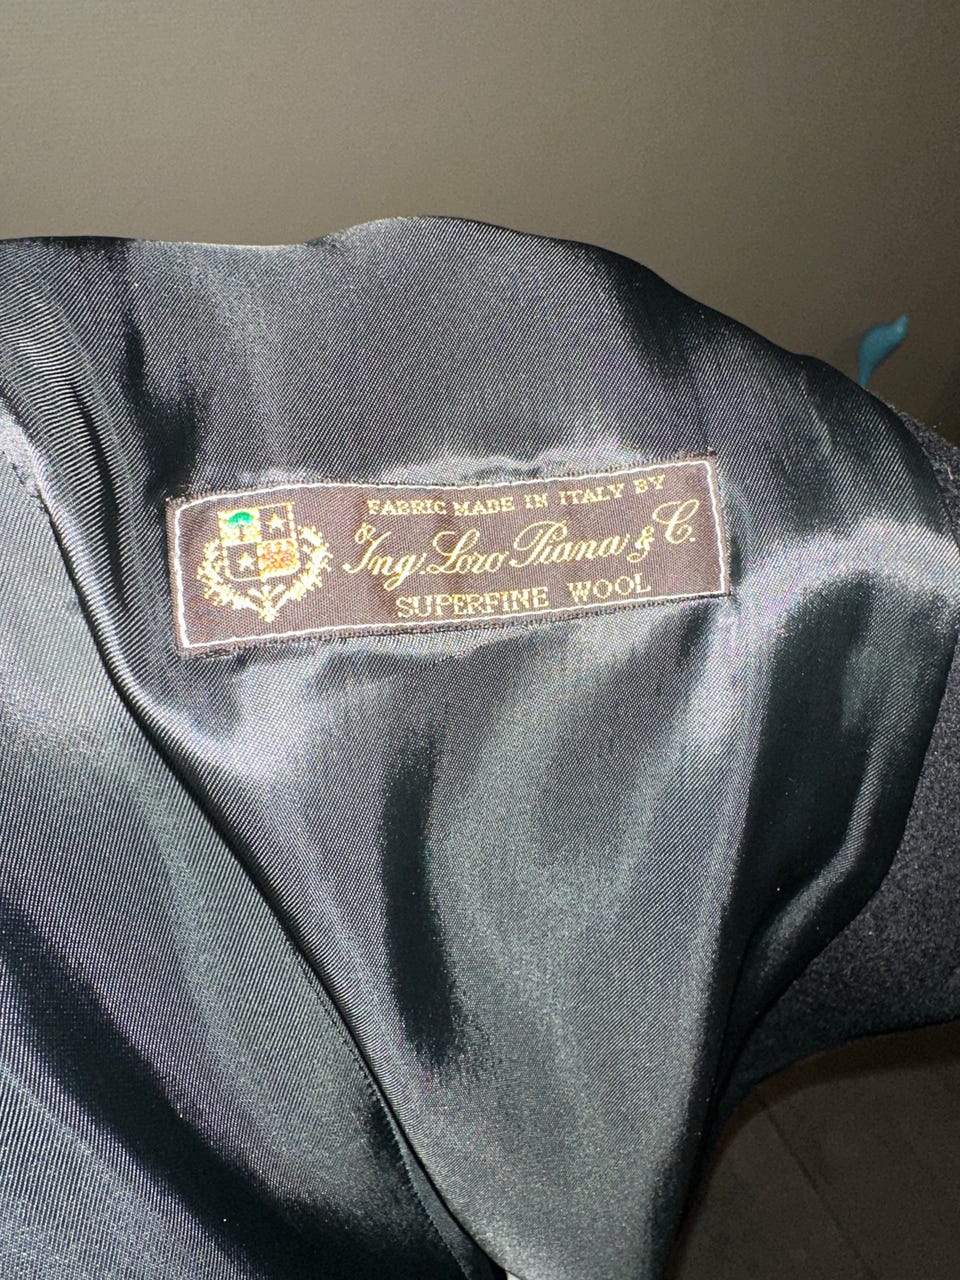 FABRIC MADE IN ITALY BY
Ing. Loro Piana & C.
SUPERFINE WOOL